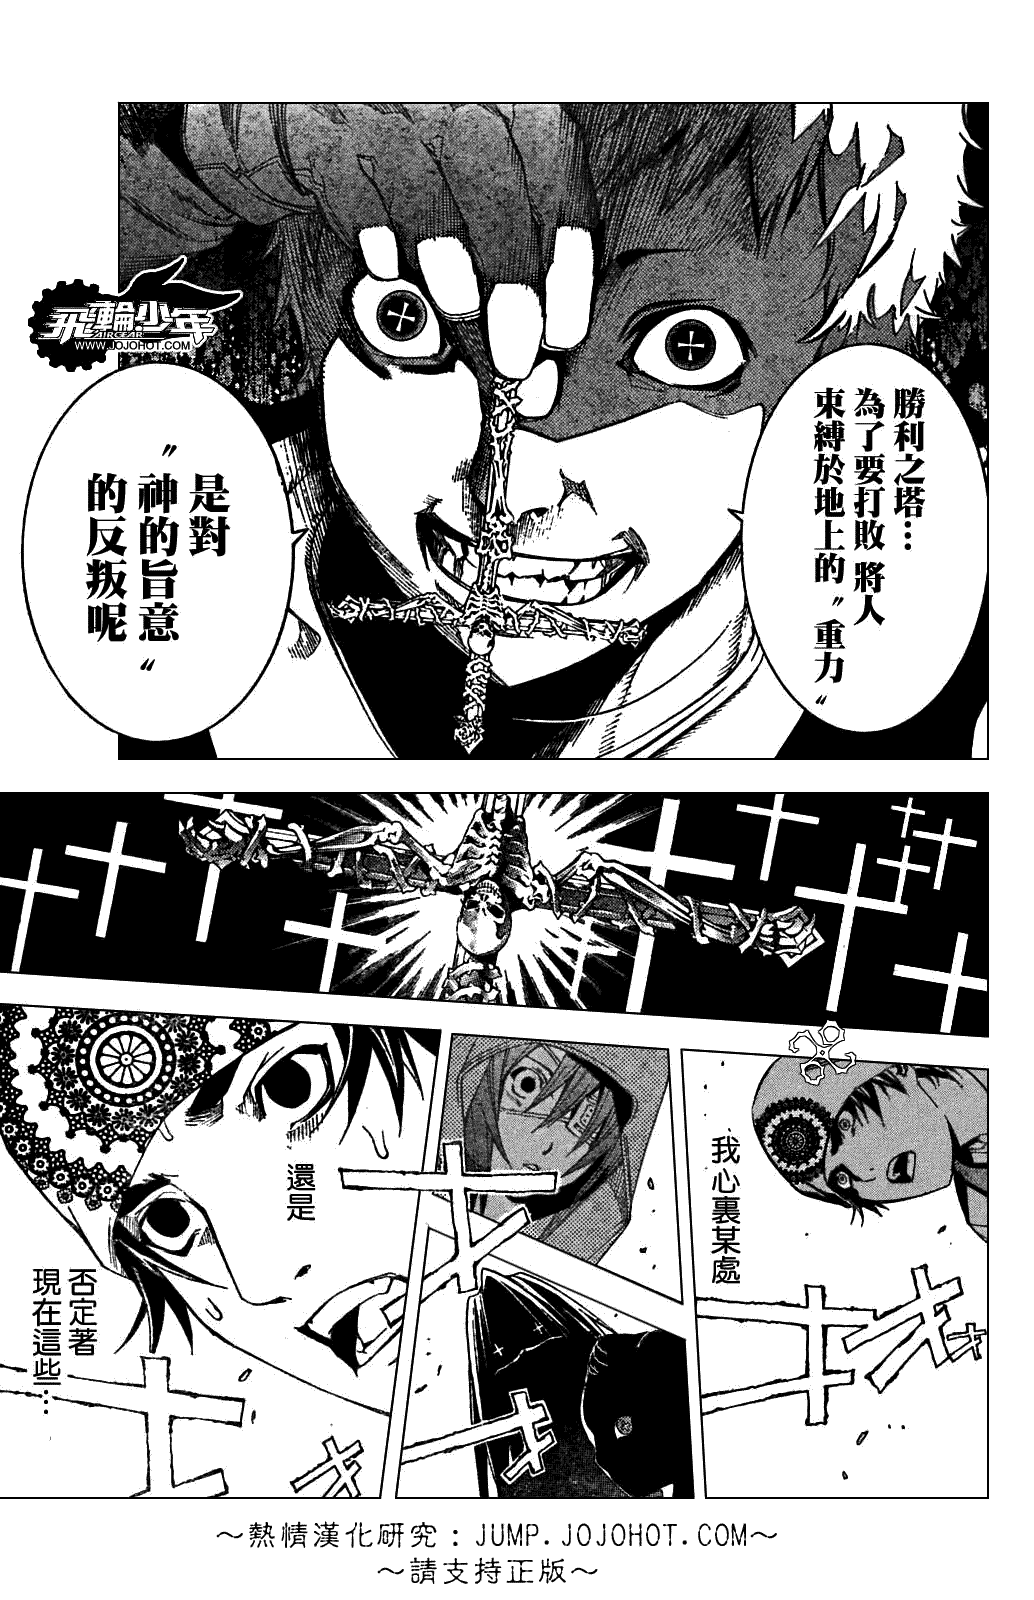 飛輪少年
AIRGEAR
WWW.JOJOHOT.COM
勝利之塔…
為了要打敗 將人
束縛於地上的〝重力〟
是對
〝神的旨意〟
的反叛呢
我心裏某處
還是
否定著
現在這些…
～熱情漢化研究：JUMP.JOJOHOT.COM～
～請支持正版～